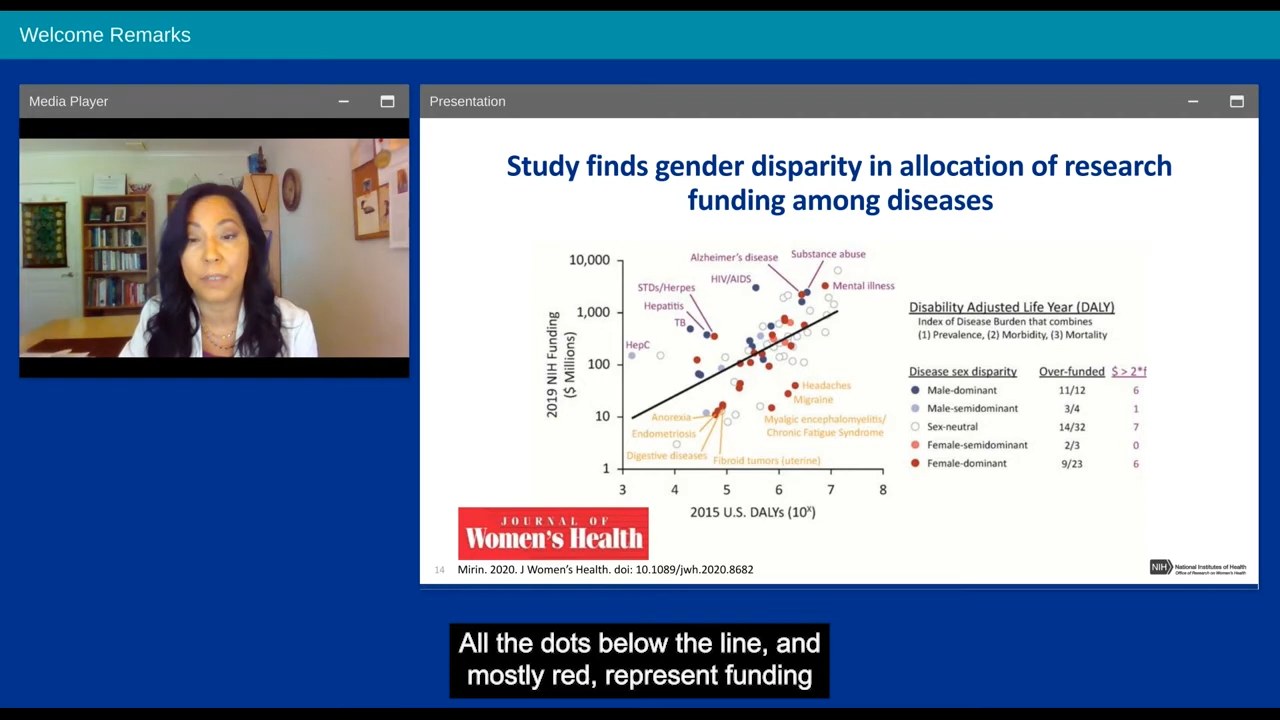 Welcome Remarks
Media Player
Presentation
Study finds gender disparity in allocation of research
funding among diseases
2019 NIH Funding
($ Millions)
10,000
1,000
100
10
1
3 4 5 6 7 8
2015 U.S. DALYs (10ˣ)
Alzheimer's disease
Substance abuse
HIV/AIDS
Mental illness
STDs/Herpes
Hepatitis
TB
HepC
Headaches
Migraine
Anorexia
Myalgic encephalomyelitis/
Chronic Fatigue Syndrome
Endometriosis
Digestive diseases
Fibroid tumors (uterine)
Disability Adjusted Life Year (DALY)
Index of Disease Burden that combines
(1) Prevalence, (2) Morbidity, (3) Mortality
Disease sex disparity Over-funded $ > 2*f
Male-dominant 11/12 6
Male-semidominant 3/4 1
Sex-neutral 14/32 7
Female-semidominant 2/3 0
Female-dominant 9/23 6
JOURNAL OF
Women's Health
14 Mirin. 2020. J Women's Health. doi: 10.1089/jwh.2020.8682
NIH National Institutes of Health
Office of Research on Women's Health
All the dots below the line, and
mostly red, represent funding